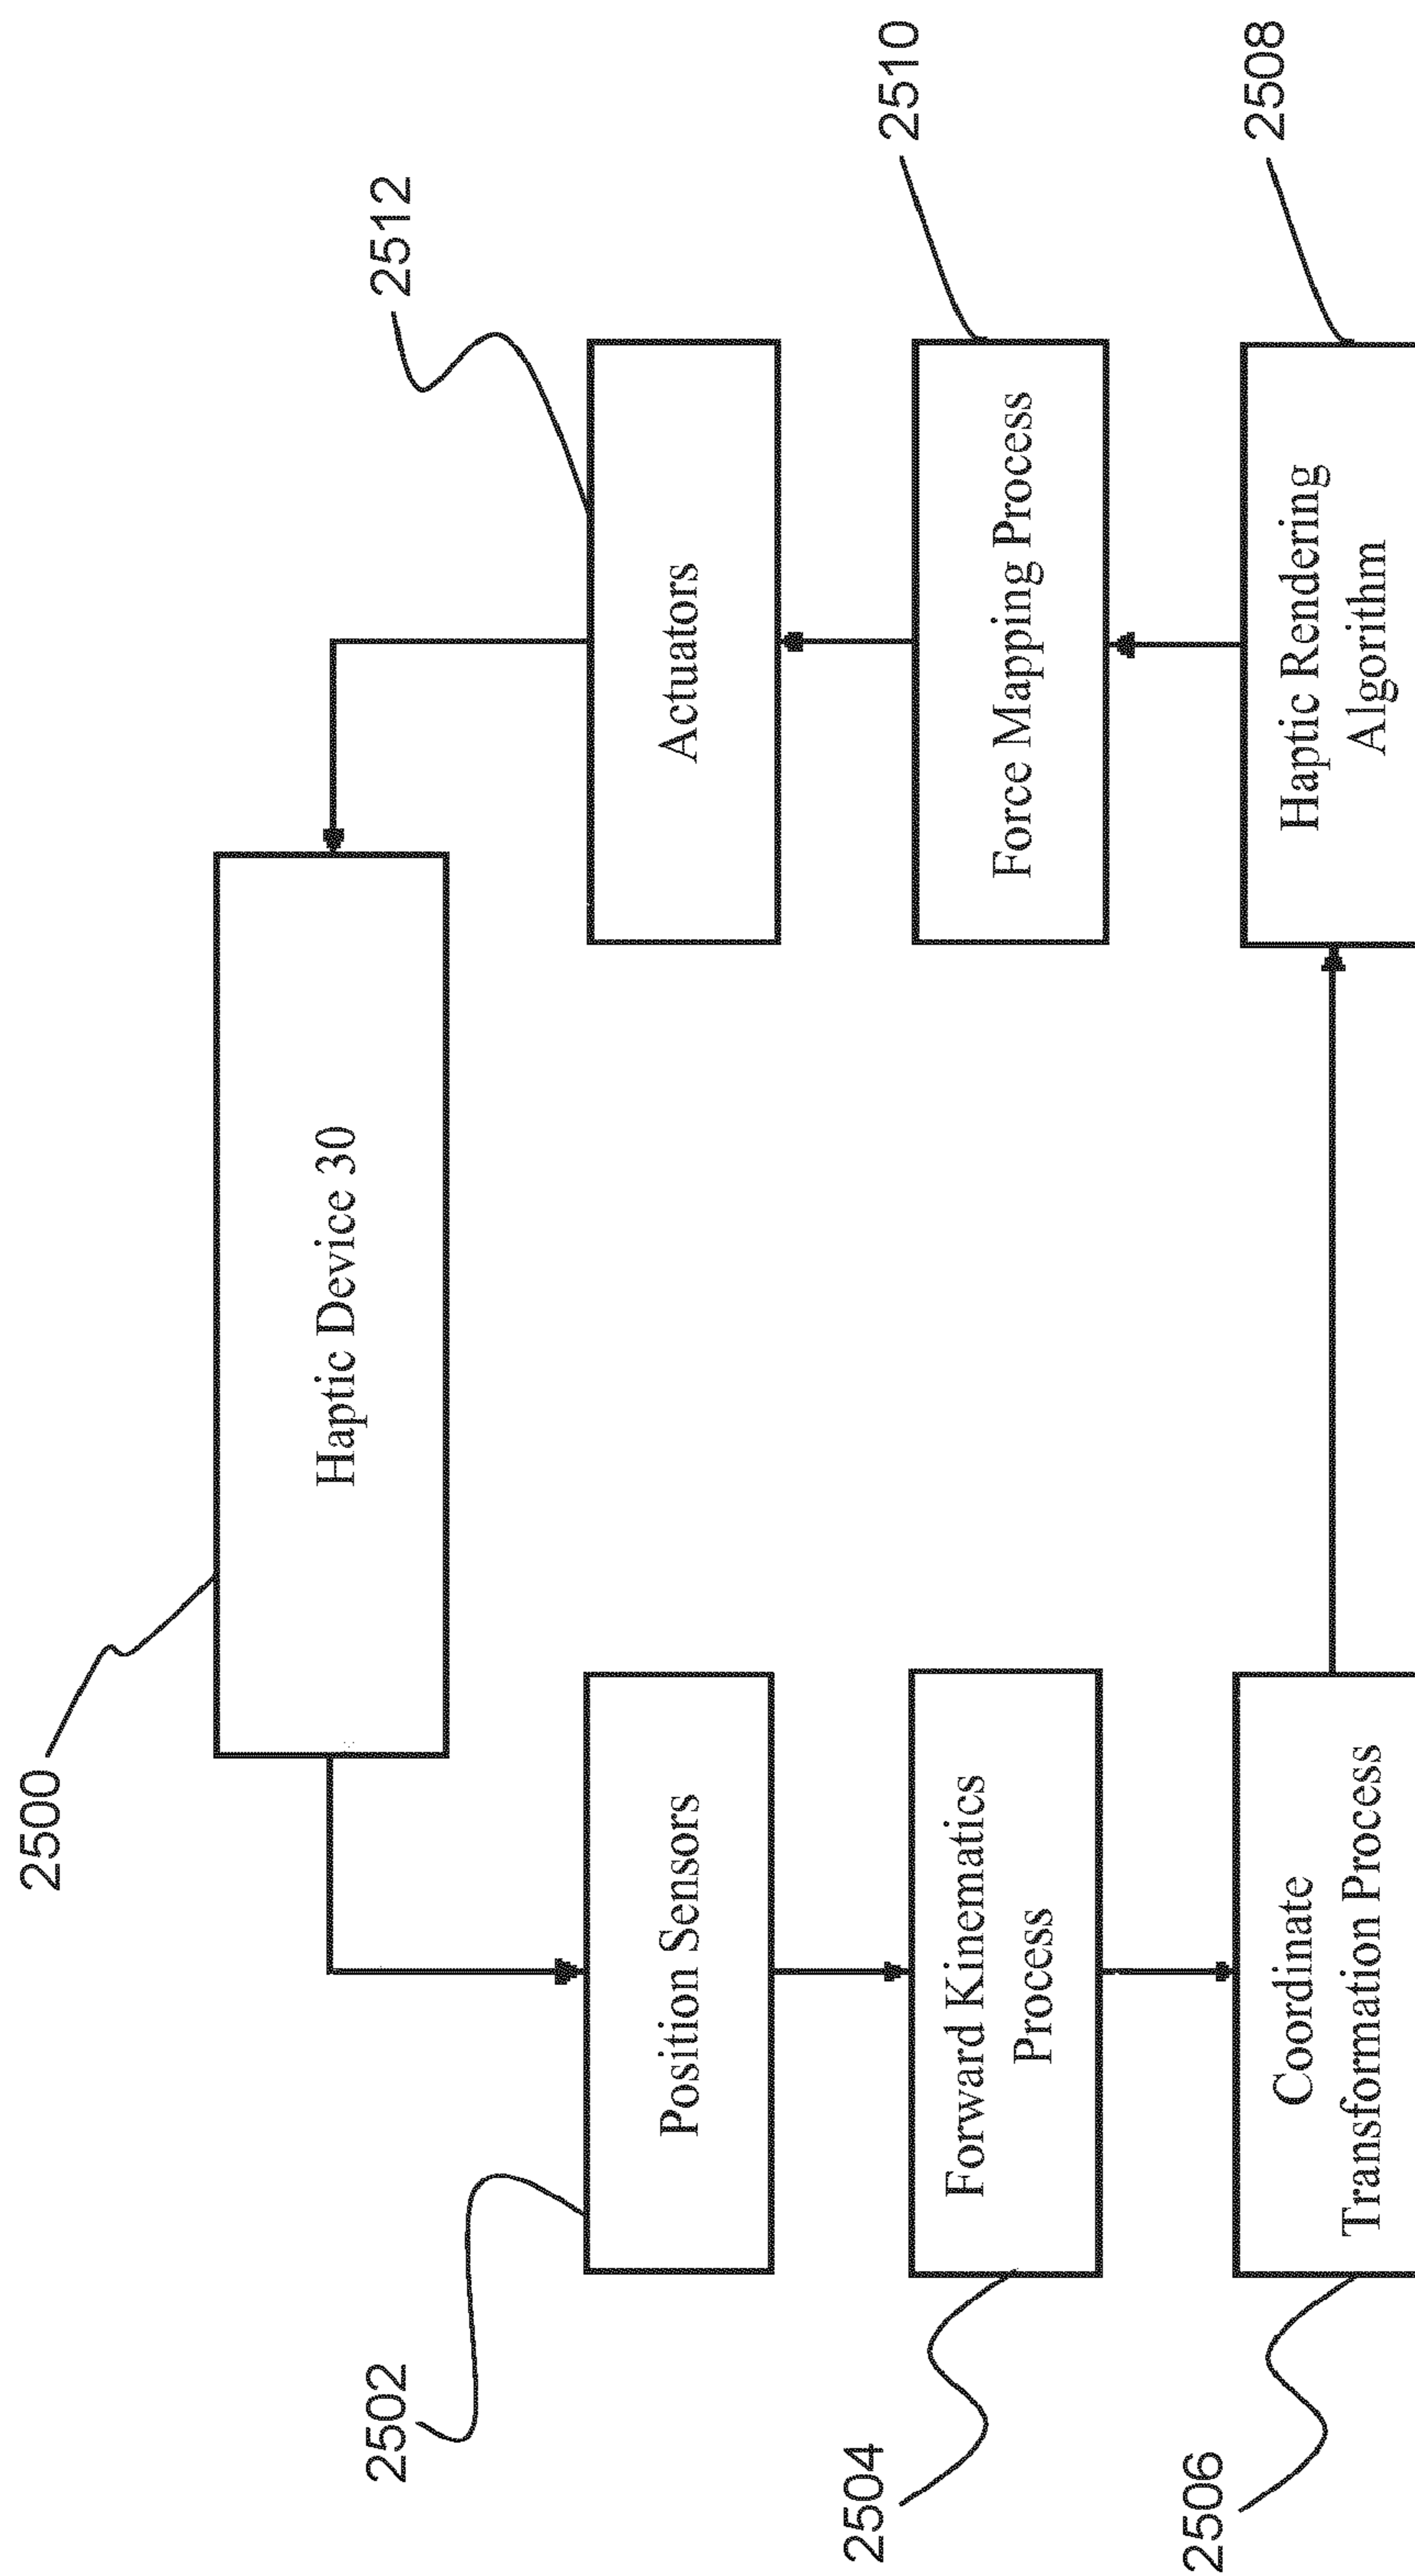 2500
Haptic Device 30
2512
Actuators
2510
Force Mapping Process
2508
Haptic Rendering
Algorithm
2502
Position Sensors
2504
Forward Kinematics
Process
2506
Coordinate
Transformation Process